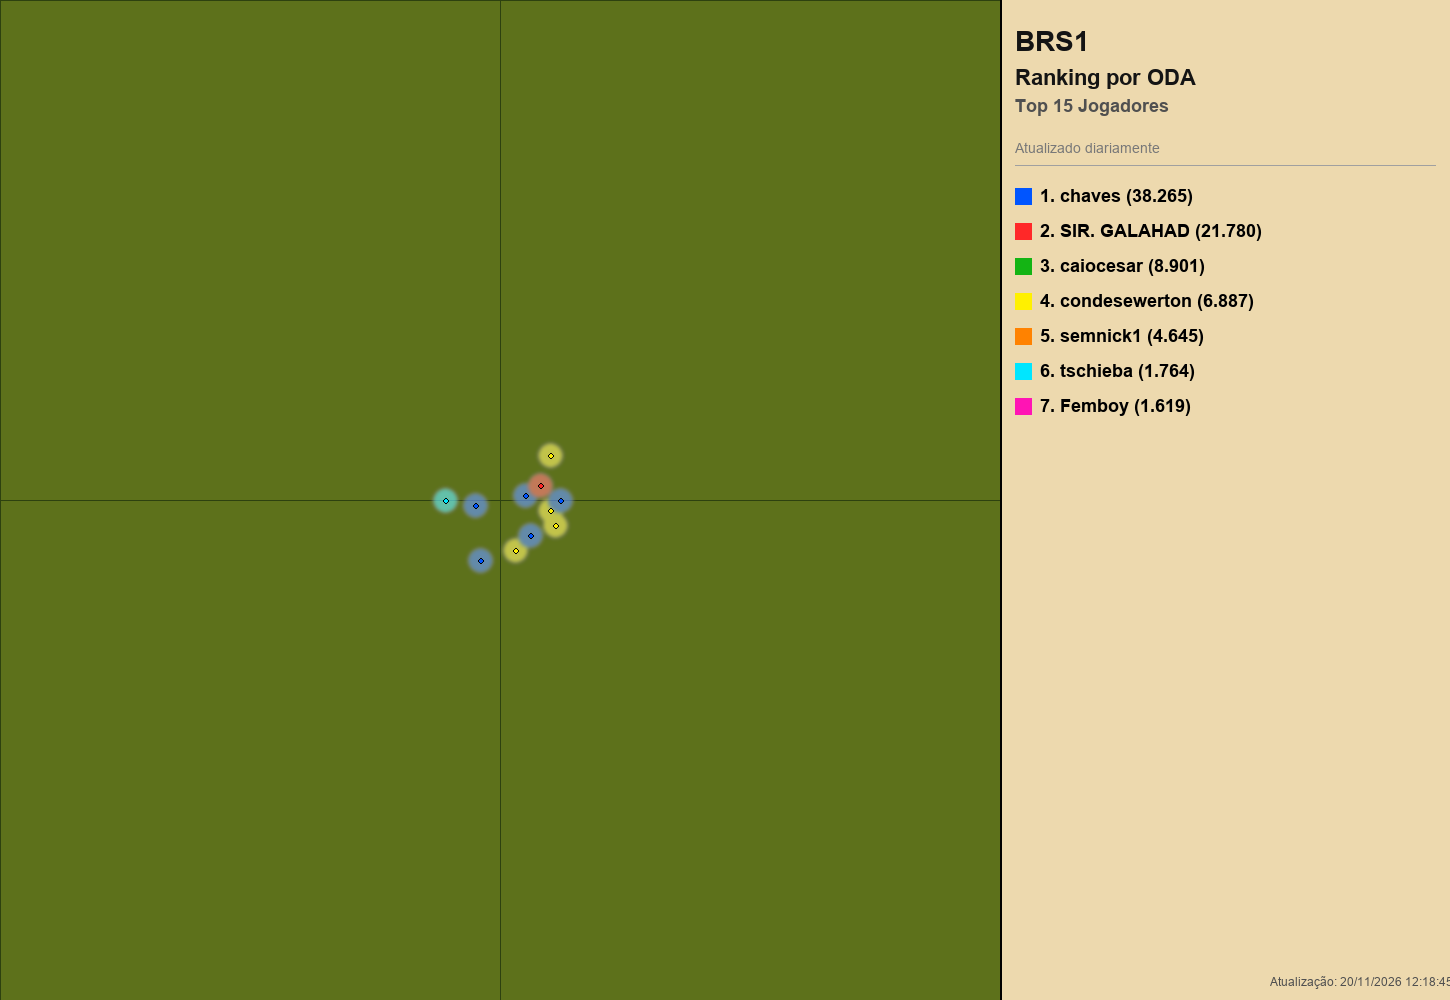 BRS1
Ranking por ODA
Top 15 Jogadores
Atualizado diariamente
1. chaves (38.265)
2. SIR. GALAHAD (21.780)
3. caiocesar (8.901)
4. condesewerton (6.887)
5. semnick1 (4.645)
6. tschieba (1.764)
7. Femboy (1.619)
Atualização: 20/11/2026 12:18:45